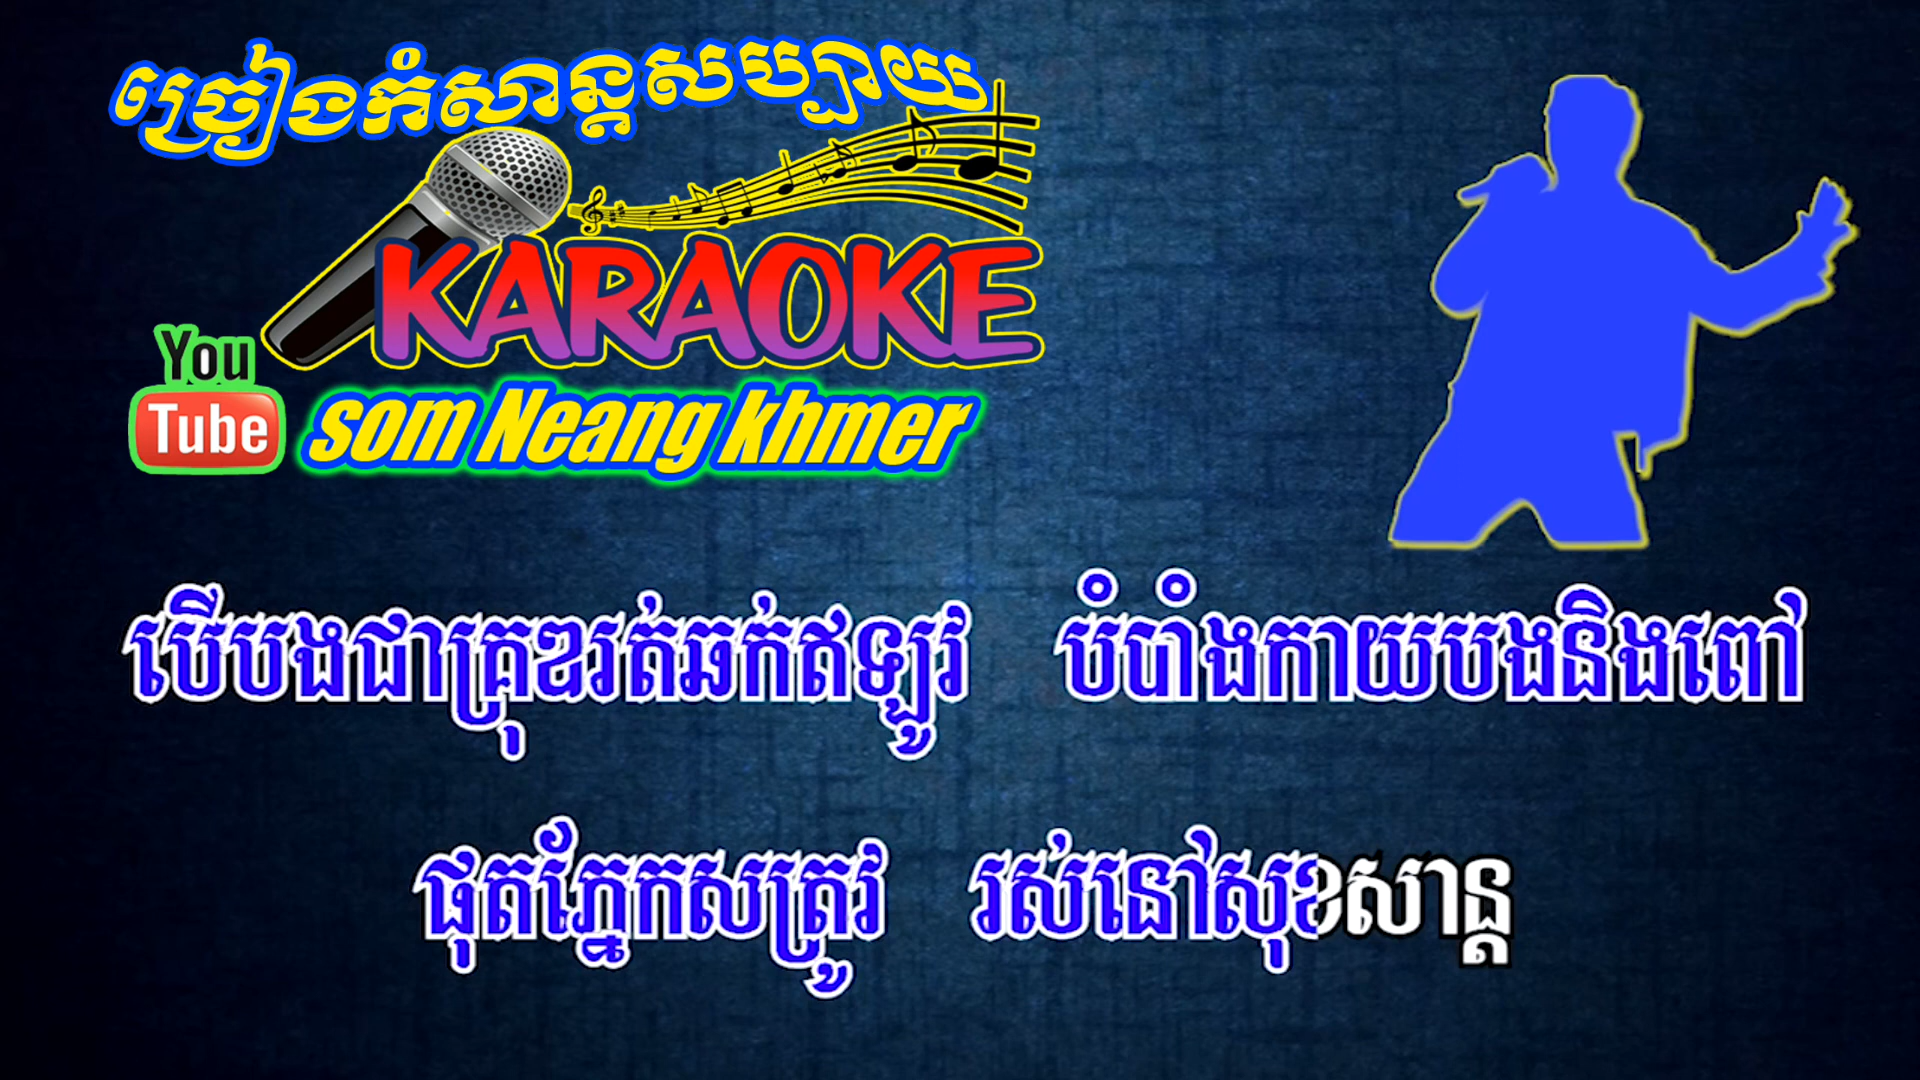 ច្រៀងកំសាន្តសប្បាយ
KARAOKE
You
Tube som Neang khmer
បើបងជាគ្រុឌរត់ឆក់ឥឡូវ បំបាំងកាយបងនិងពៅ
ផុតភ្នែកសត្រូវ រស់នៅសុខសាន្ត